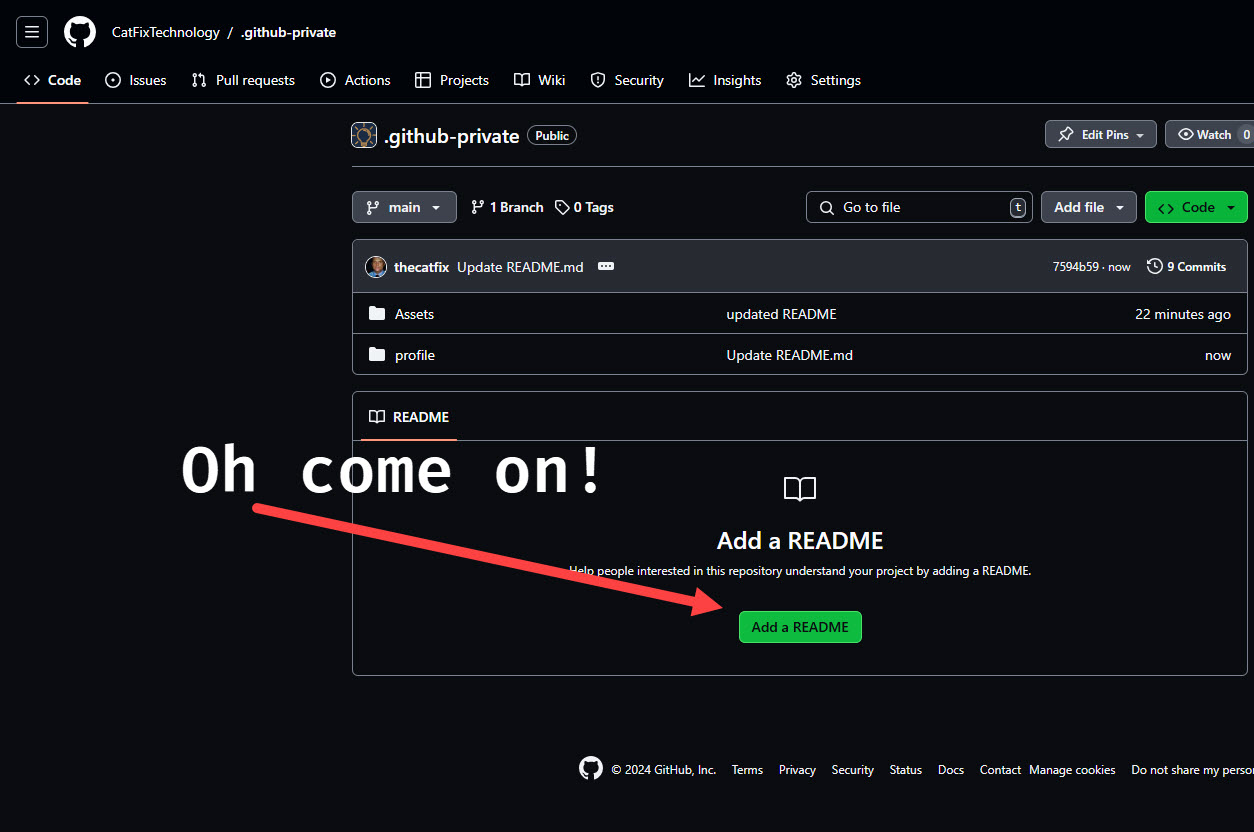 CatFixTechnology / .github-private
Code Issues Pull requests Actions Projects Wiki Security Insights Settings
.github-private Public Edit Pins Watch 0
main 1 Branch 0 Tags Go to file t Add file Code
thecatfix Update README.md 7594b59 · now 9 Commits
Assets updated README 22 minutes ago
profile Update README.md now
README
Oh come on!
Add a README
Help people interested in this repository understand your project by adding a README.
Add a README
© 2024 GitHub, Inc. Terms Privacy Security Status Docs Contact Manage cookies Do not share my